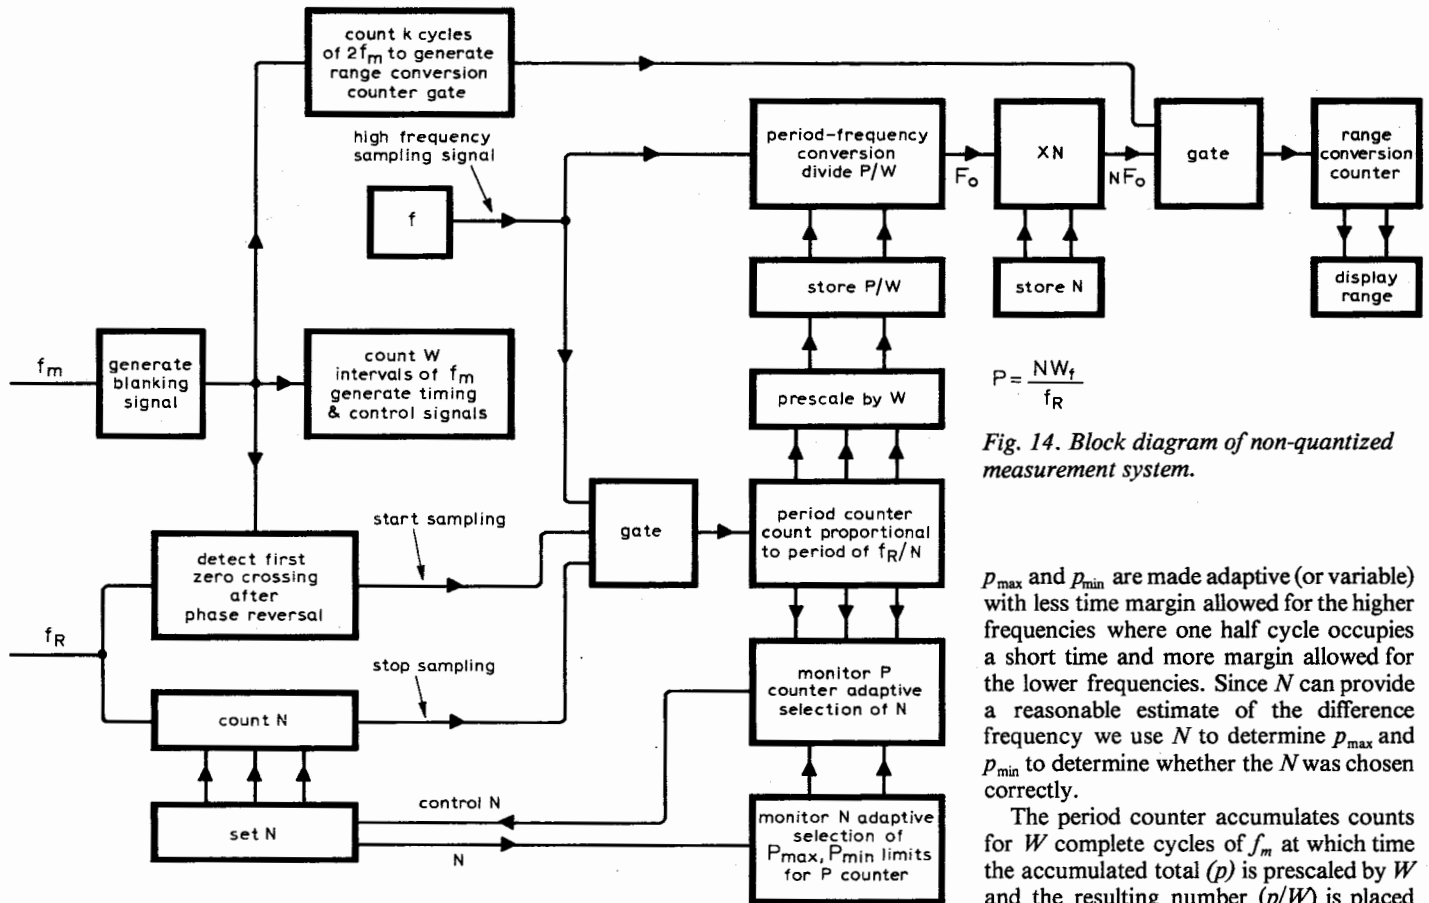 count k cycles
of 2fm to generate
range conversion
counter gate
high frequency
sampling signal
f
period-frequency
conversion
divide P/W
Fo
XN
NFo
gate
range
conversion
counter
store P/W
store N
display
range
fm
generate
blanking
signal
count W
intervals of fm
generate timing
& control signals
prescale by W
P = NWf
fR
Fig. 14. Block diagram of non-quantized
measurement system.
start sampling
gate
period counter
count proportional
to period of fR/N
detect first
zero crossing
after
phase reversal
fR
stop sampling
count N
monitor P
counter adaptive
selection of N
control N
set N
N
monitor N adaptive
selection of
Pmax, Pmin limits
for P counter
pmax and pmin are made adaptive (or variable)
with less time margin allowed for the higher
frequencies where one half cycle occupies
a short time and more margin allowed for
the lower frequencies. Since N can provide
a reasonable estimate of the difference
frequency we use N to determine pmax and
pmin to determine whether the N was chosen
correctly.
The period counter accumulates counts
for W complete cycles of fm at which time
the accumulated total (p) is prescaled by W
and the resulting number (p/W) is placed